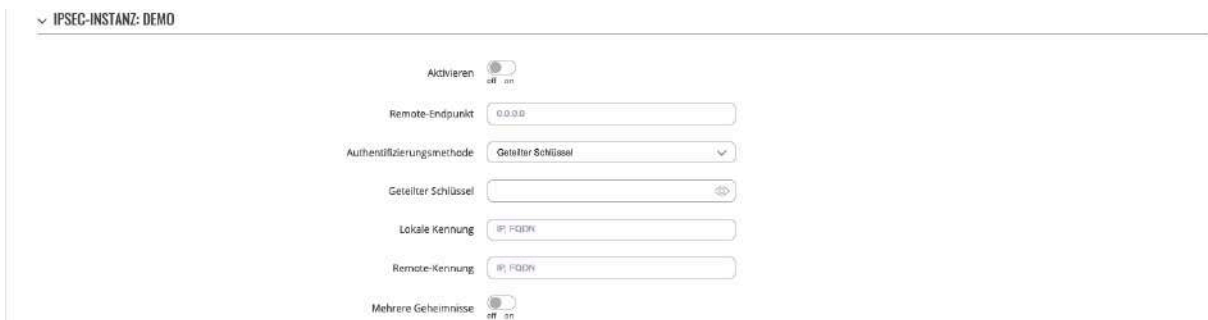 IPSEC-INSTANZ: DEMO
Aktivieren
off on
Remote-Endpunkt 0.0.0.0
Authentifizierungsmethode Geteilter Schlüssel
Geteilter Schlüssel
Lokale Kennung IP, FQDN
Remote-Kennung IP, FQDN
Mehrere Geheimnisse
off on